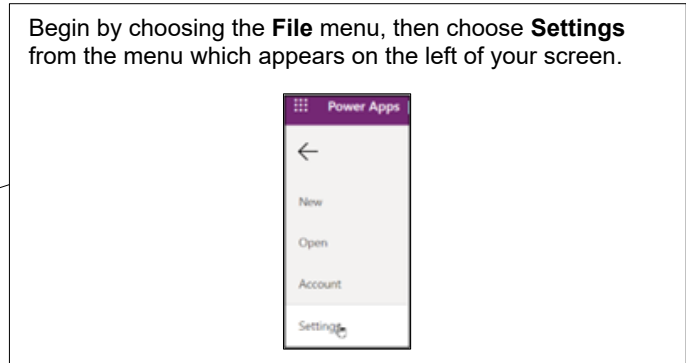 Begin by choosing the File menu, then choose Settings
from the menu which appears on the left of your screen.
Power Apps
New
Open
Account
Settings